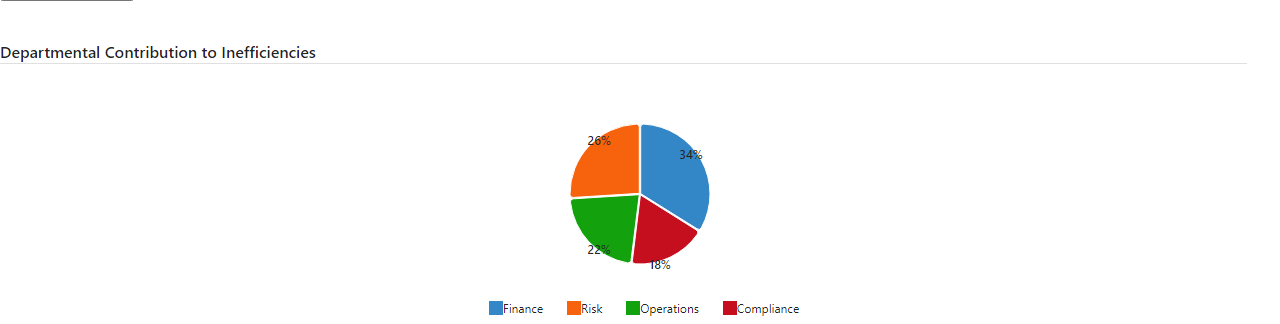 Departmental Contribution to Inefficiencies
26%
34%
22%
18%
Finance Risk Operations Compliance